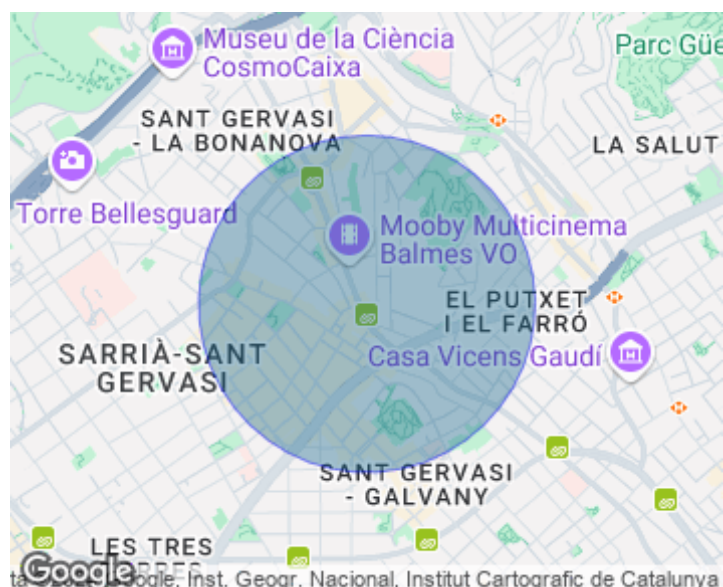 Museu de la Ciència
CosmoCaixa
Parc Güe
SANT GERVASI
- LA BONANOVA
LA SALUT
Torre Bellesguard
Mooby Multicinema
Balmes VO
EL PUTXET
I EL FARRÓ
SARRIÀ-SANT
GERVASI
Casa Vicens Gaudí
SANT GERVASI
- GALVANY
LES TRES
Google
Inst. Geogr. Nacional, Institut Cartogràfic de Catalunya